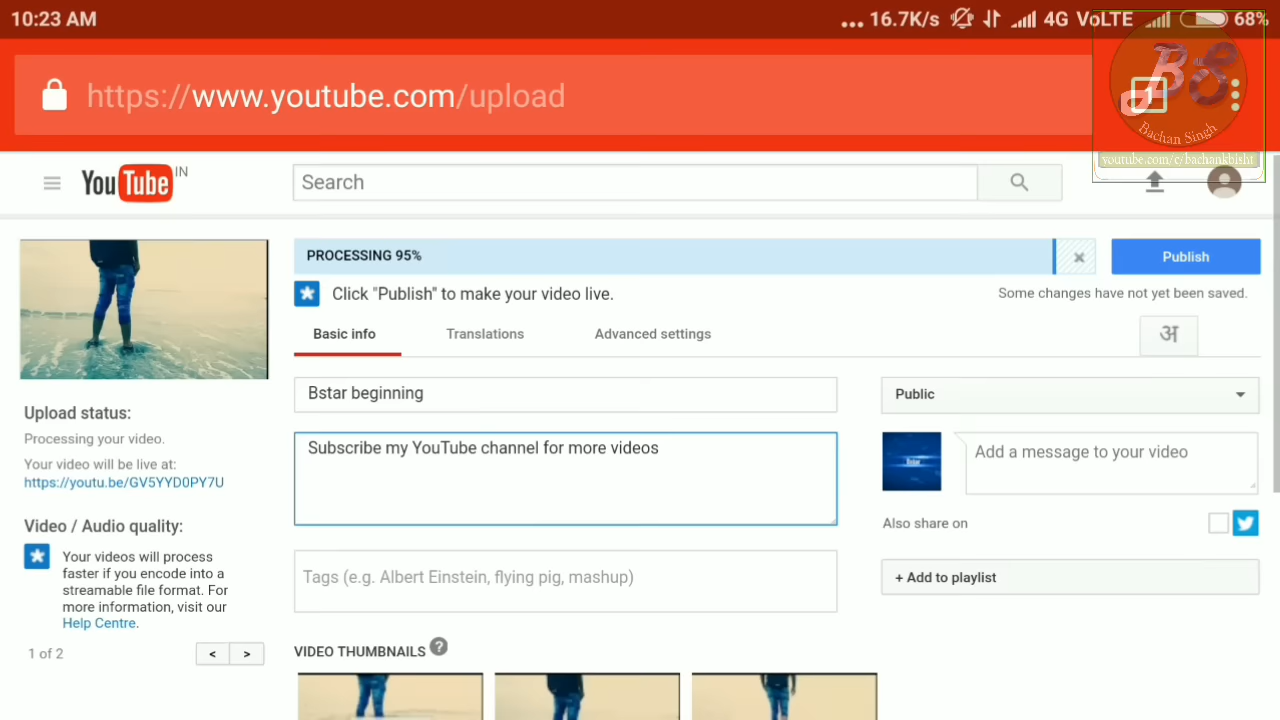 10:23 AM
... 16.7K/s 4G VoLTE 68%
https://www.youtube.com/upload
1
BS
Bachan Singh
youtube.com/c/bachankbisht
YouTube IN
Search
PROCESSING 95%
Publish
Click "Publish" to make your video live.
Some changes have not yet been saved.
Basic info
Translations
Advanced settings
अ
Bstar beginning
Public
Upload status:
Processing your video.
Your video will be live at:
https://youtu.be/GV5YYD0PY7U
Subscribe my YouTube channel for more videos
Bstar
Add a message to your video
Also share on
Video / Audio quality:
Your videos will process
faster if you encode into a
streamable file format. For
more information, visit our
Help Centre.
Tags (e.g. Albert Einstein, flying pig, mashup)
+ Add to playlist
1 of 2
< >
VIDEO THUMBNAILS ?